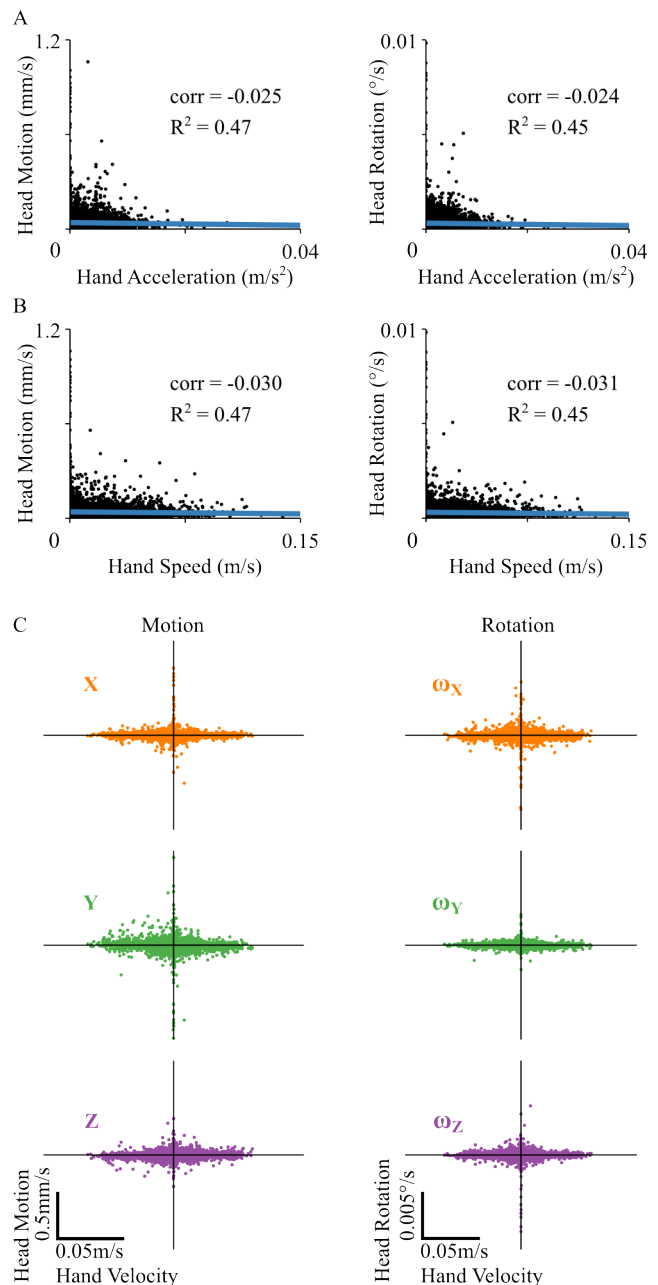 A
1.2
Head Motion (mm/s)
corr = -0.025
R² = 0.47
0
0.04
Hand Acceleration (m/s²)
0.01
Head Rotation (°/s)
corr = -0.024
R² = 0.45
0
0.04
Hand Acceleration (m/s²)
B
1.2
Head Motion (mm/s)
corr = -0.030
R² = 0.47
0
0.15
Hand Speed (m/s)
0.01
Head Rotation (°/s)
corr = -0.031
R² = 0.45
0
0.15
Hand Speed (m/s)
C
Motion
Rotation
X
ωX
Y
ωY
Z
ωZ
Head Motion
0.5mm/s
0.05m/s
Hand Velocity
Head Rotation
0.005°/s
0.05m/s
Hand Velocity